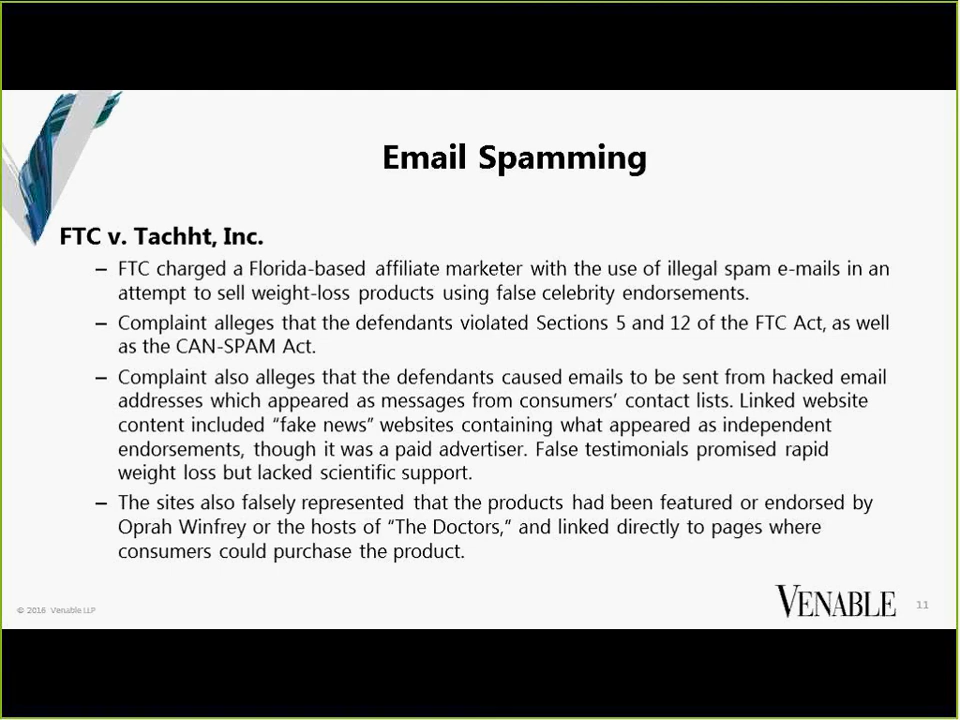 Email Spamming
FTC v. Tachht, Inc.
– FTC charged a Florida-based affiliate marketer with the use of illegal spam e-mails in an
attempt to sell weight-loss products using false celebrity endorsements.
– Complaint alleges that the defendants violated Sections 5 and 12 of the FTC Act, as well
as the CAN-SPAM Act.
– Complaint also alleges that the defendants caused emails to be sent from hacked email
addresses which appeared as messages from consumers’ contact lists. Linked website
content included “fake news” websites containing what appeared as independent
endorsements, though it was a paid advertiser. False testimonials promised rapid
weight loss but lacked scientific support.
– The sites also falsely represented that the products had been featured or endorsed by
Oprah Winfrey or the hosts of “The Doctors,” and linked directly to pages where
consumers could purchase the product.
© 2016 Venable LLP
VENABLE
11